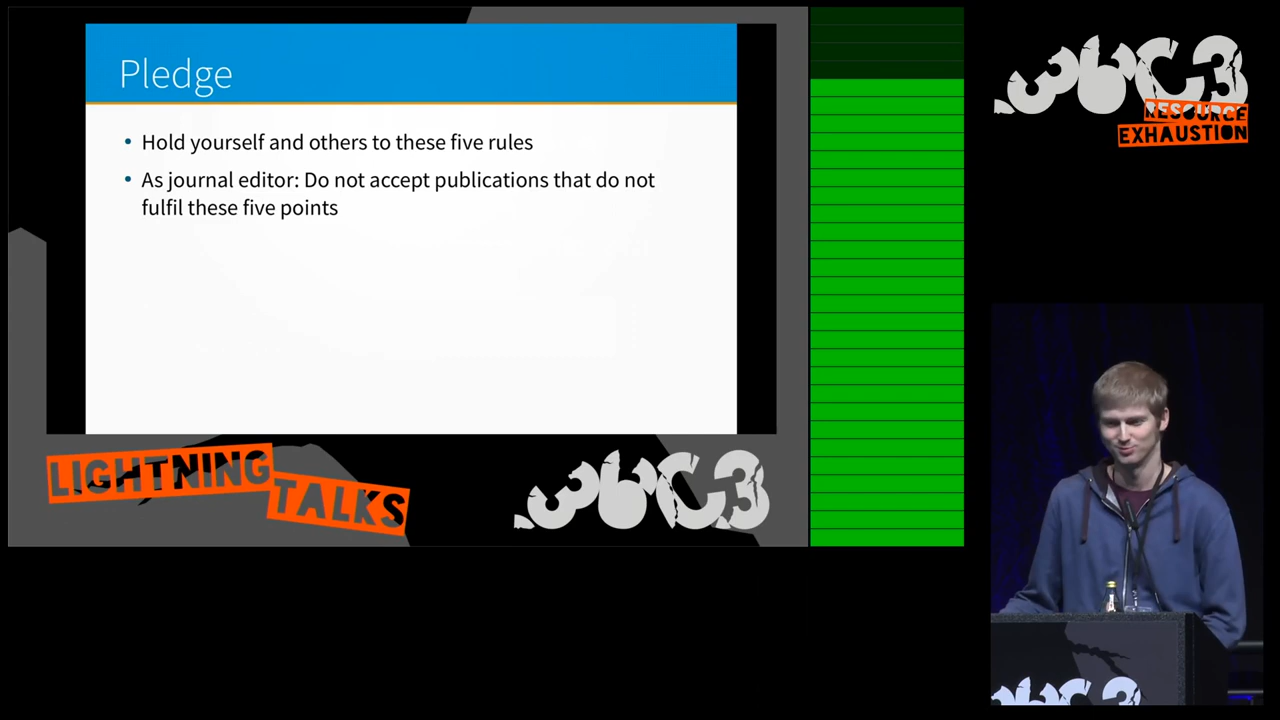 Pledge
• Hold yourself and others to these five rules
• As journal editor: Do not accept publications that do not
fulfil these five points
LIGHTNING
TALKS
36C3
36C3
RESOURCE
EXHAUSTION
36C3